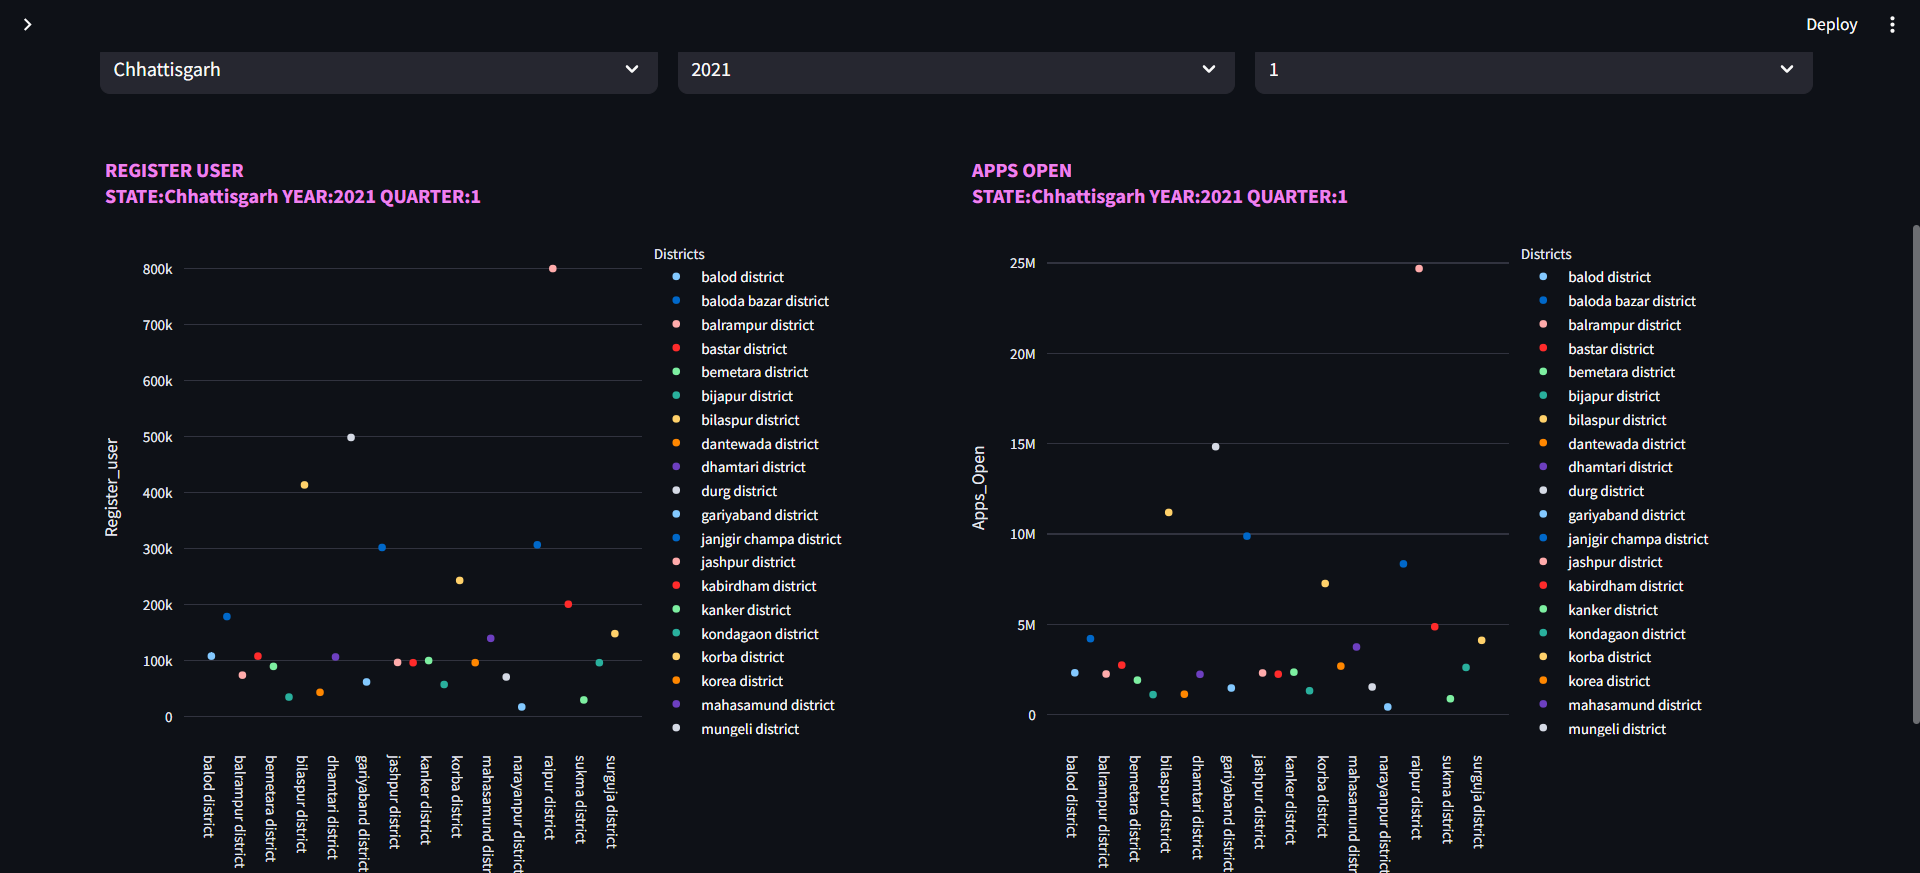 Deploy
Chhattisgarh
2021
1
REGISTER USER
STATE:Chhattisgarh YEAR:2021 QUARTER:1
Register_user
800k
700k
600k
500k
400k
300k
200k
100k
0
balod district
balrampur district
bemetara district
bilaspur district
dhamtari district
gariyaband district
jashpur district
kanker district
korba district
mahasamund distr
narayanpur district
raipur district
sukma district
surguja district
Districts
balod district
baloda bazar district
balrampur district
bastar district
bemetara district
bijapur district
bilaspur district
dantewada district
dhamtari district
durg district
gariyaband district
janjgir champa district
jashpur district
kabirdham district
kanker district
kondagaon district
korba district
korea district
mahasamund district
mungeli district
APPS OPEN
STATE:Chhattisgarh YEAR:2021 QUARTER:1
Apps_Open
25M
20M
15M
10M
5M
0
balod district
balrampur district
bemetara district
bilaspur district
dhamtari district
gariyaband district
jashpur district
kanker district
korba district
mahasamund distr
narayanpur district
raipur district
sukma district
surguja district
Districts
balod district
baloda bazar district
balrampur district
bastar district
bemetara district
bijapur district
bilaspur district
dantewada district
dhamtari district
durg district
gariyaband district
janjgir champa district
jashpur district
kabirdham district
kanker district
kondagaon district
korba district
korea district
mahasamund district
mungeli district